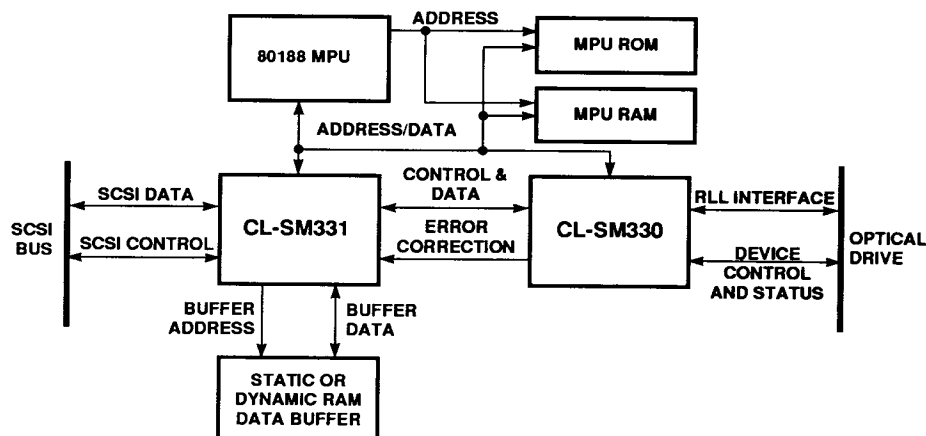 ADDRESS
80188 MPU
MPU ROM
MPU RAM
ADDRESS/DATA
SCSI DATA
CONTROL &
DATA
RLL INTERFACE
SCSI
BUS
CL-SM331
CL-SM330
OPTICAL
DRIVE
SCSI CONTROL
ERROR
CORRECTION
DEVICE
CONTROL
AND STATUS
BUFFER
ADDRESS
BUFFER
DATA
STATIC OR
DYNAMIC RAM
DATA BUFFER